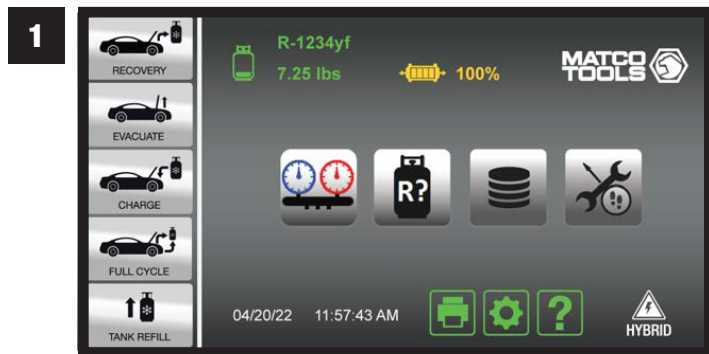 1
RECOVERY
EVACUATE
CHARGE
FULL CYCLE
TANK REFILL
R-1234yf
7.25 lbs
100%
MATCO
TOOLS
R?
04/20/22 11:57:43 AM
?
HYBRID